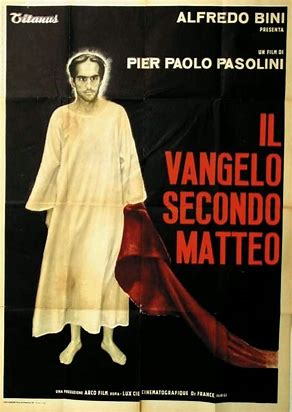 Titanus
ALFREDO BINI
PRESENTA
UN FILM DI
PIER PAOLO PASOLINI
IL
VANGELO
SECONDO
MATTEO
UNA PRODUZIONE ARCO FILM ROMA - LUX CIE CINEMATOGRAPHIQUE DE FRANCE